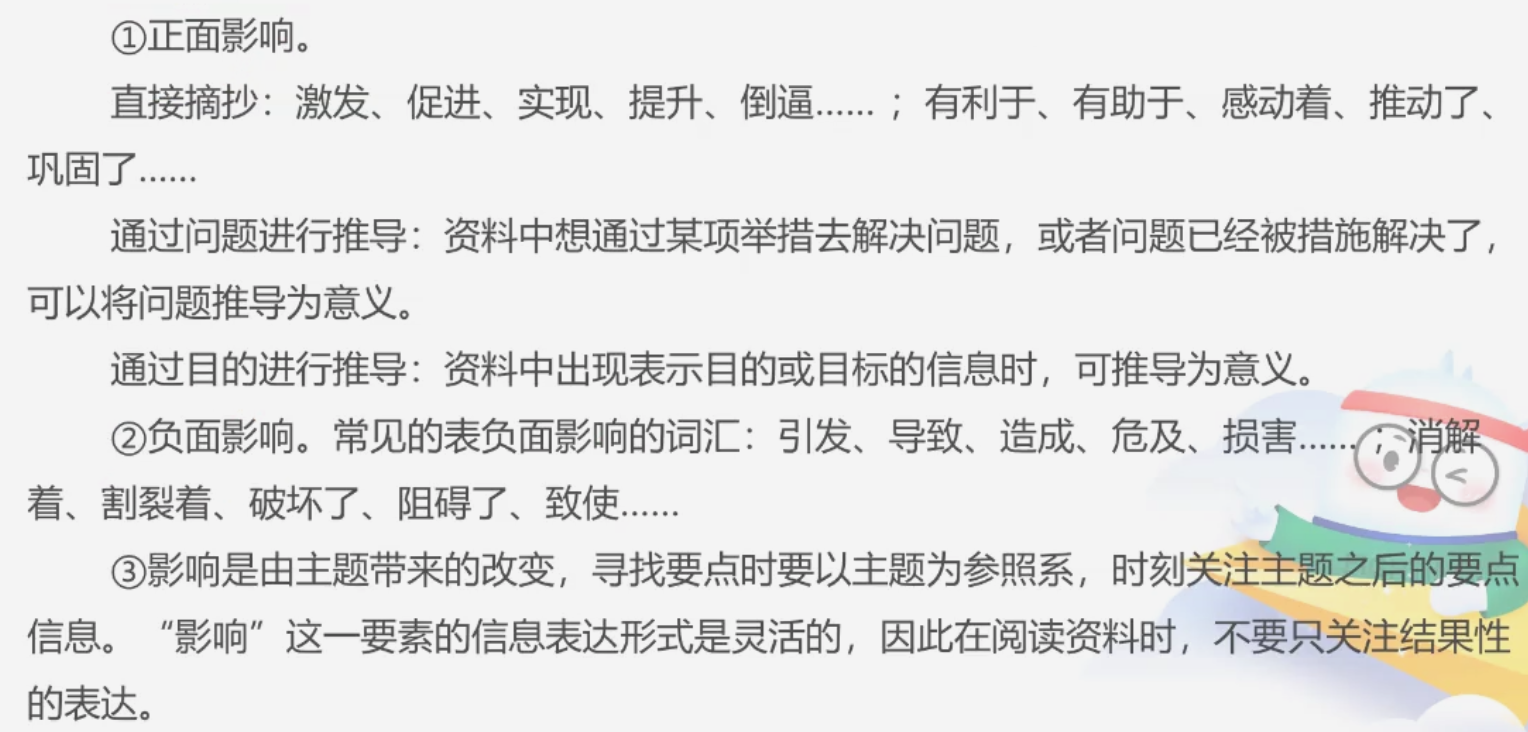 ①正面影响。
直接摘抄：激发、促进、实现、提升、倒逼......；有利于、有助于、感动着、推动了、
巩固了......
通过问题进行推导：资料中想通过某项举措去解决问题，或者问题已经被措施解决了，
可以将问题推导为意义。
通过目的进行推导：资料中出现表示目的或目标的信息时，可推导为意义。
②负面影响。常见的表负面影响的词汇：引发、导致、造成、危及、损害......；消解
着、割裂着、破坏了、阻碍了、致使......
③影响是由主题带来的改变，寻找要点时要以主题为参照系，时刻关注主题之后的要点
信息。“影响”这一要素的信息表达形式是灵活的，因此在阅读资料时，不要只关注结果性
的表达。